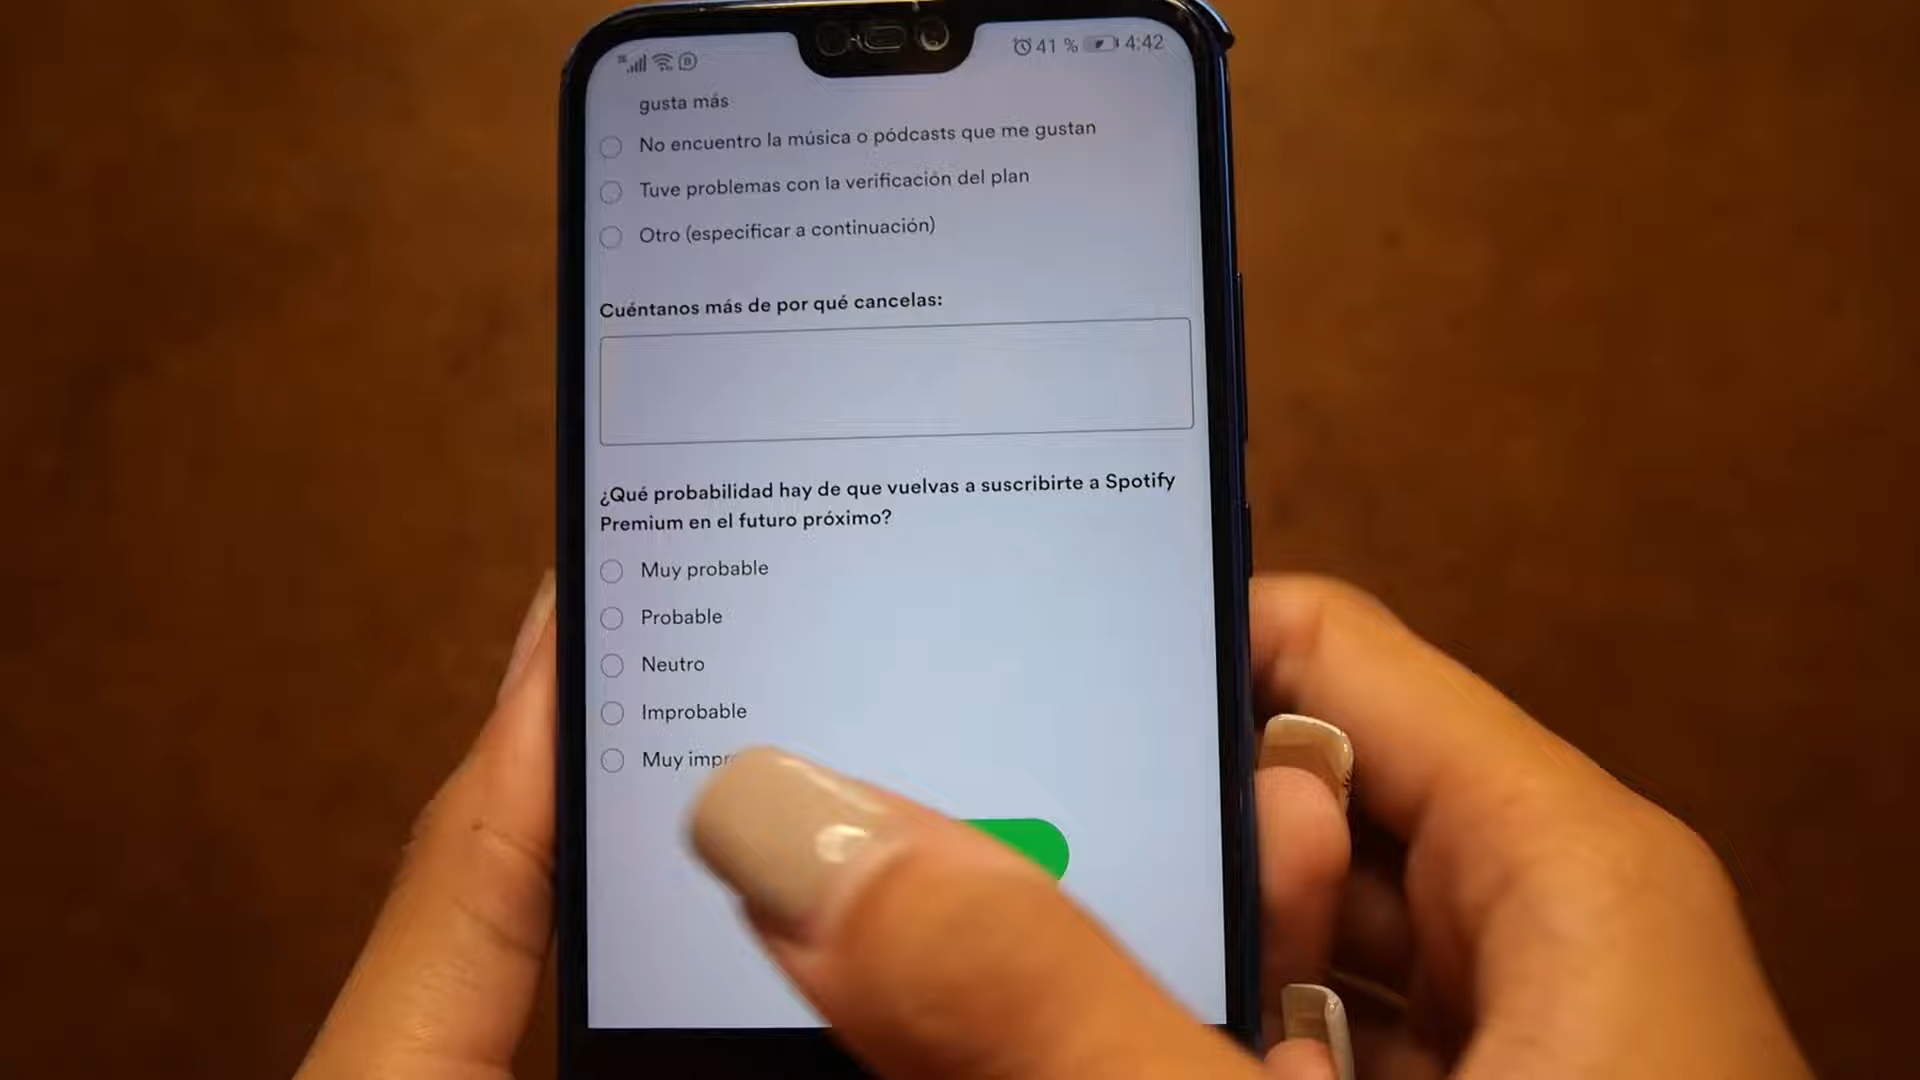 41 % 4:42
gusta más
No encuentro la música o pódcasts que me gustan
Tuve problemas con la verificación del plan
Otro (especificar a continuación)
Cuéntanos más de por qué cancelas:
¿Qué probabilidad hay de que vuelvas a suscribirte a Spotify
Premium en el futuro próximo?
Muy probable
Probable
Neutro
Improbable
Muy